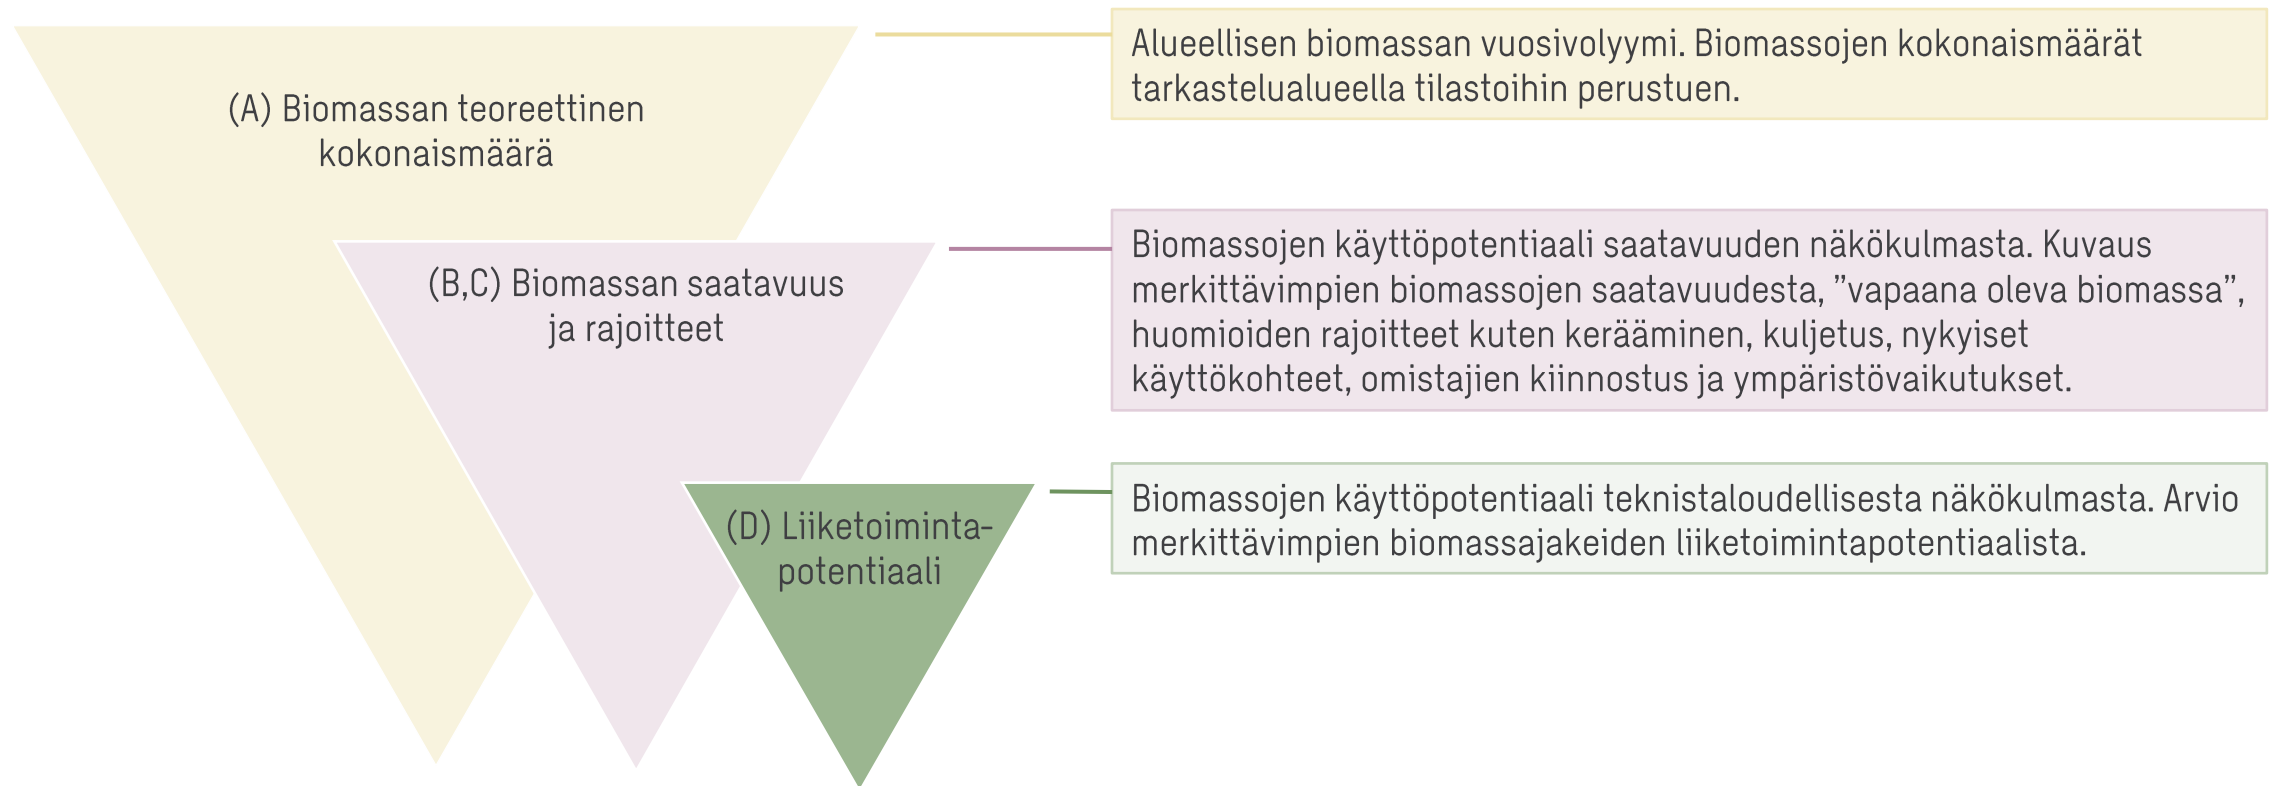 (A) Biomassan teoreettinen
kokonaismäärä
Alueellisen biomassan vuosivolyymi. Biomassojen kokonaismäärät
tarkastelualueella tilastoihin perustuen.
(B,C) Biomassan saatavuus
ja rajoitteet
Biomassojen käyttöpotentiaali saatavuuden näkökulmasta. Kuvaus
merkittävimpien biomassojen saatavuudesta, ”vapaana oleva biomassa”,
huomioiden rajoitteet kuten kerääminen, kuljetus, nykyiset
käyttökohteet, omistajien kiinnostus ja ympäristövaikutukset.
(D) Liiketoiminta-
potentiaali
Biomassojen käyttöpotentiaali teknistaloudellisesta näkökulmasta. Arvio
merkittävimpien biomassajakeiden liiketoimintapotentiaalista.